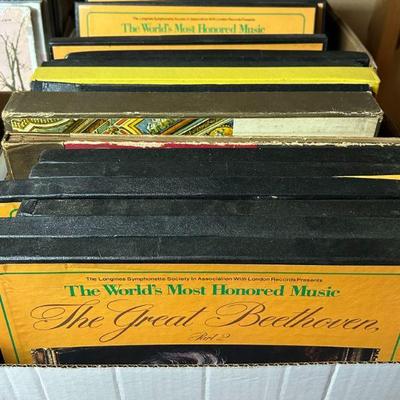 The Longines Symphonette Society in Association With London Records Presents
The World's Most Honored Music
The Longines Symphonette Society in Association With London Records Presents
The World's Most Honored Music
The Great Beethoven,
Part 2